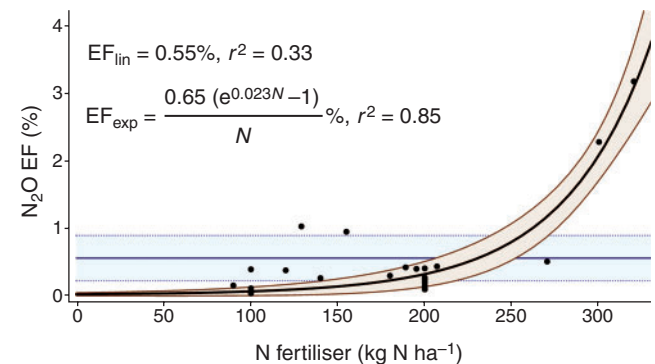 4
3
2
1
0
N₂O EF (%)
EF_lin = 0.55%, r² = 0.33
EF_exp = 0.65 (e^0.023N –1) / N %, r² = 0.85
0 50 100 150 200 250 300
N fertiliser (kg N ha⁻¹)